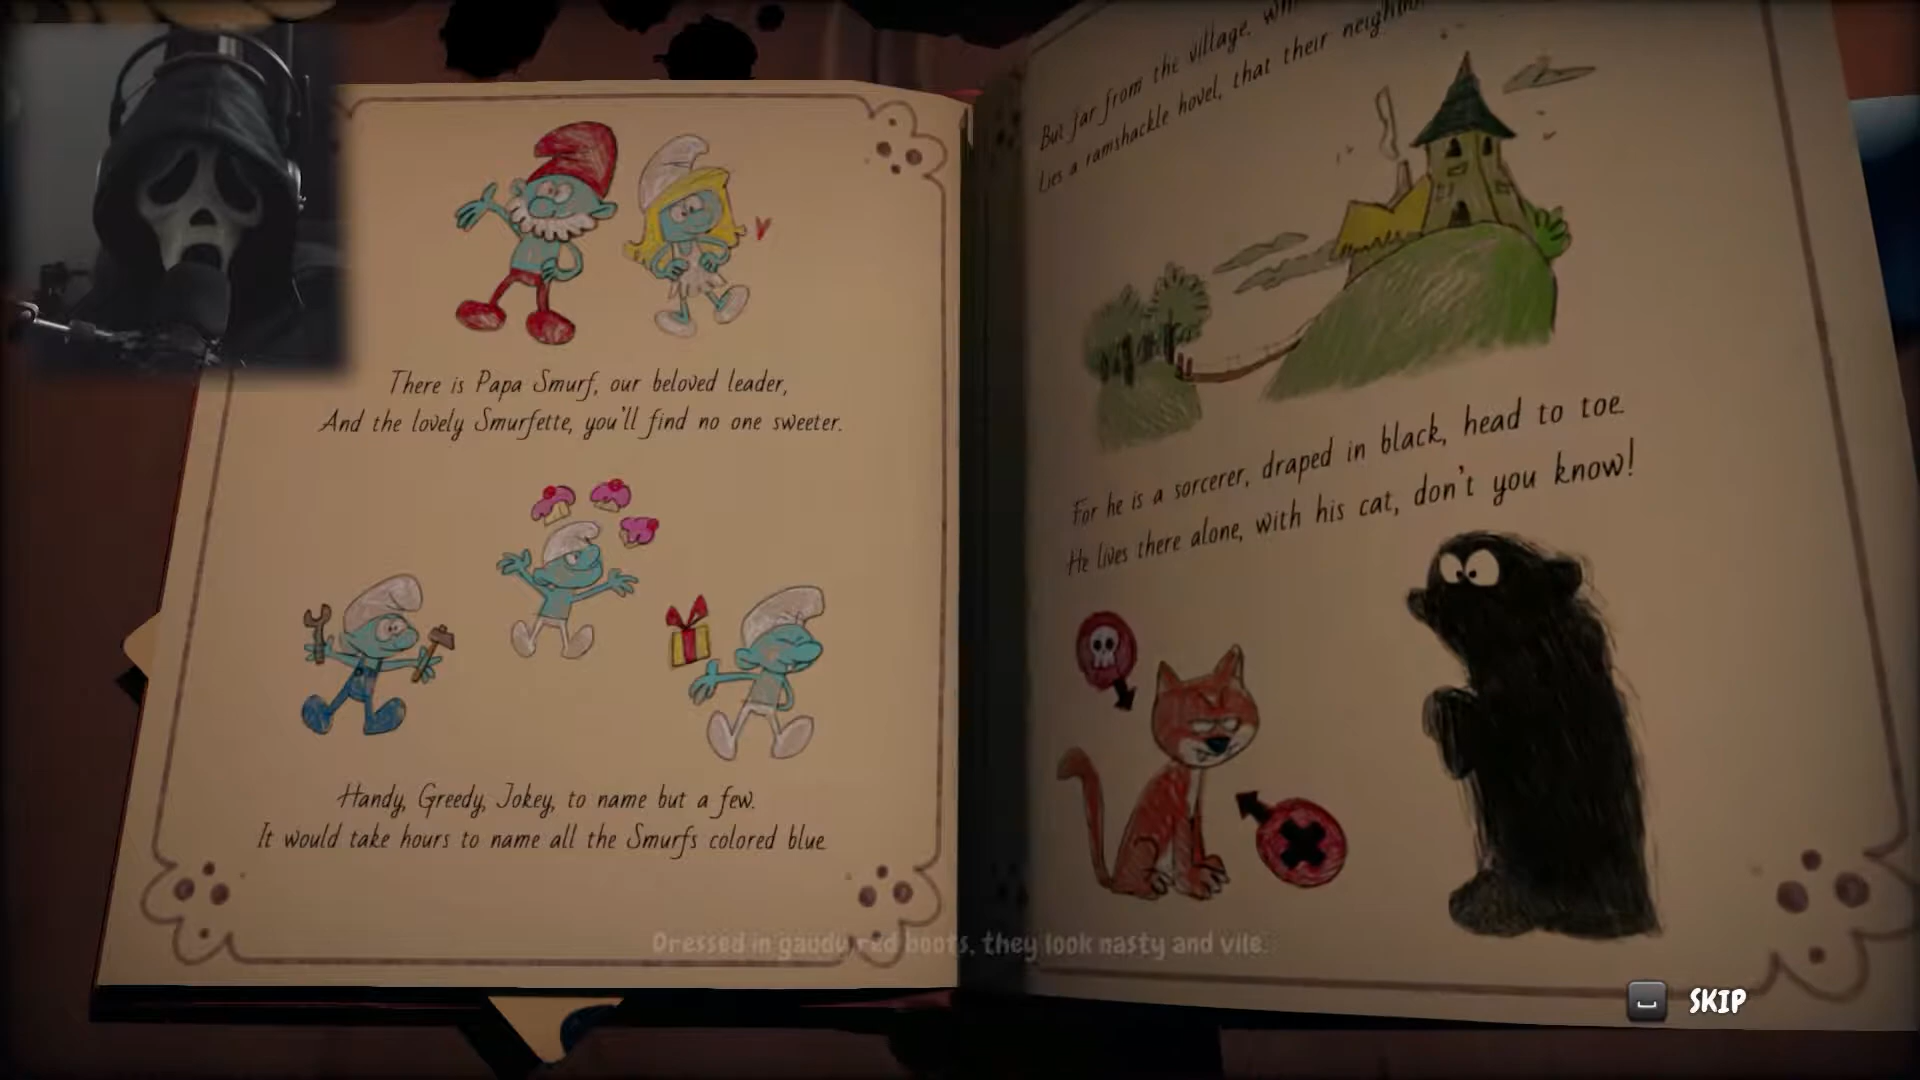 There is Papa Smurf, our beloved leader,
And the lovely Smurfette, you'll find no one sweeter.
Handy, Greedy, Jokey, to name but a few.
It would take hours to name all the Smurfs colored blue
But far from the village,
Lies a ramshackle hovel, that their
For he is a sorcerer, draped in black, head to toe.
He lives there alone, with his cat, don't you know!
Dressed in gaudy red boots, they look nasty and vile.
SKIP